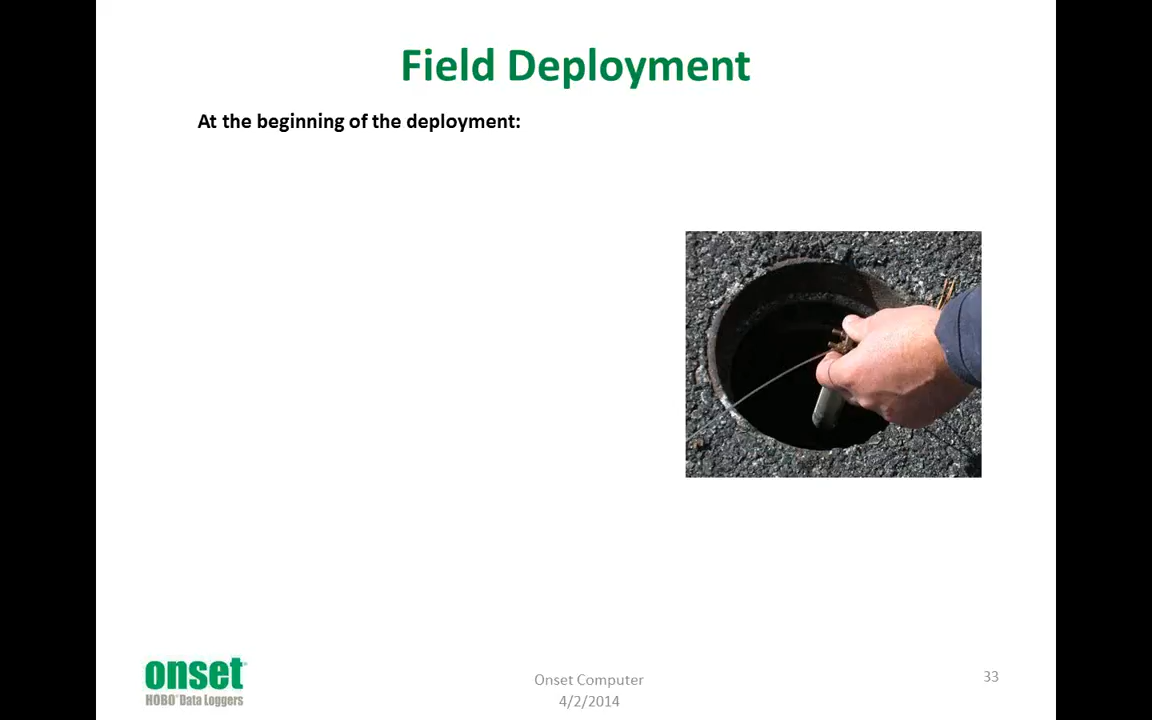 Field Deployment
At the beginning of the deployment:
onset®
HOBO® Data Loggers
Onset Computer
4/2/2014
33